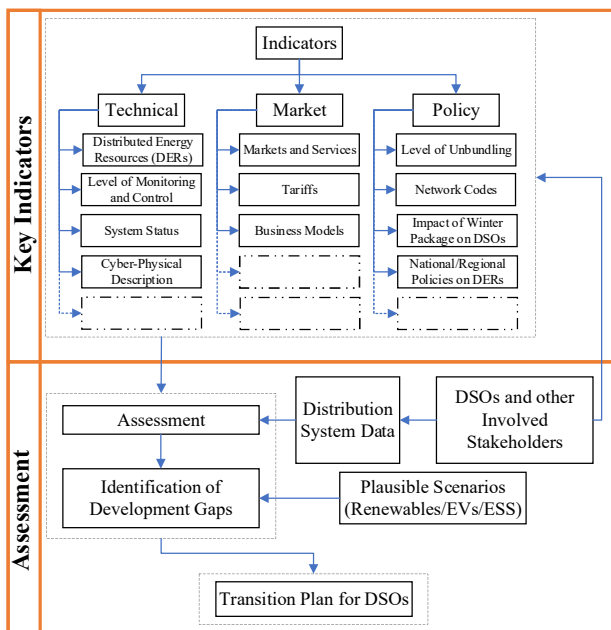 Key Indicators
Indicators
Technical
Market
Policy
Distributed Energy
Resources (DERs)
Level of Monitoring
and Control
System Status
Cyber-Physical
Description
Markets and Services
Tariffs
Business Models
Level of Unbundling
Network Codes
Impact of Winter
Package on DSOs
National/Regional
Policies on DERs
Assessment
Assessment
Distribution
System Data
DSOs and other
Involved
Stakeholders
Identification of
Development Gaps
Plausible Scenarios
(Renewables/EVs/ESS)
Transition Plan for DSOs